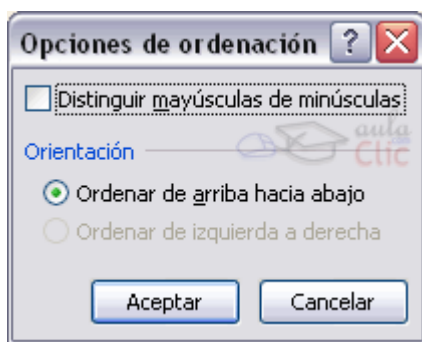 Opciones de ordenación ?
Distinguir mayúsculas de minúsculas
aula
Clic
.com
Orientación
Ordenar de arriba hacia abajo
Ordenar de izquierda a derecha
Aceptar Cancelar